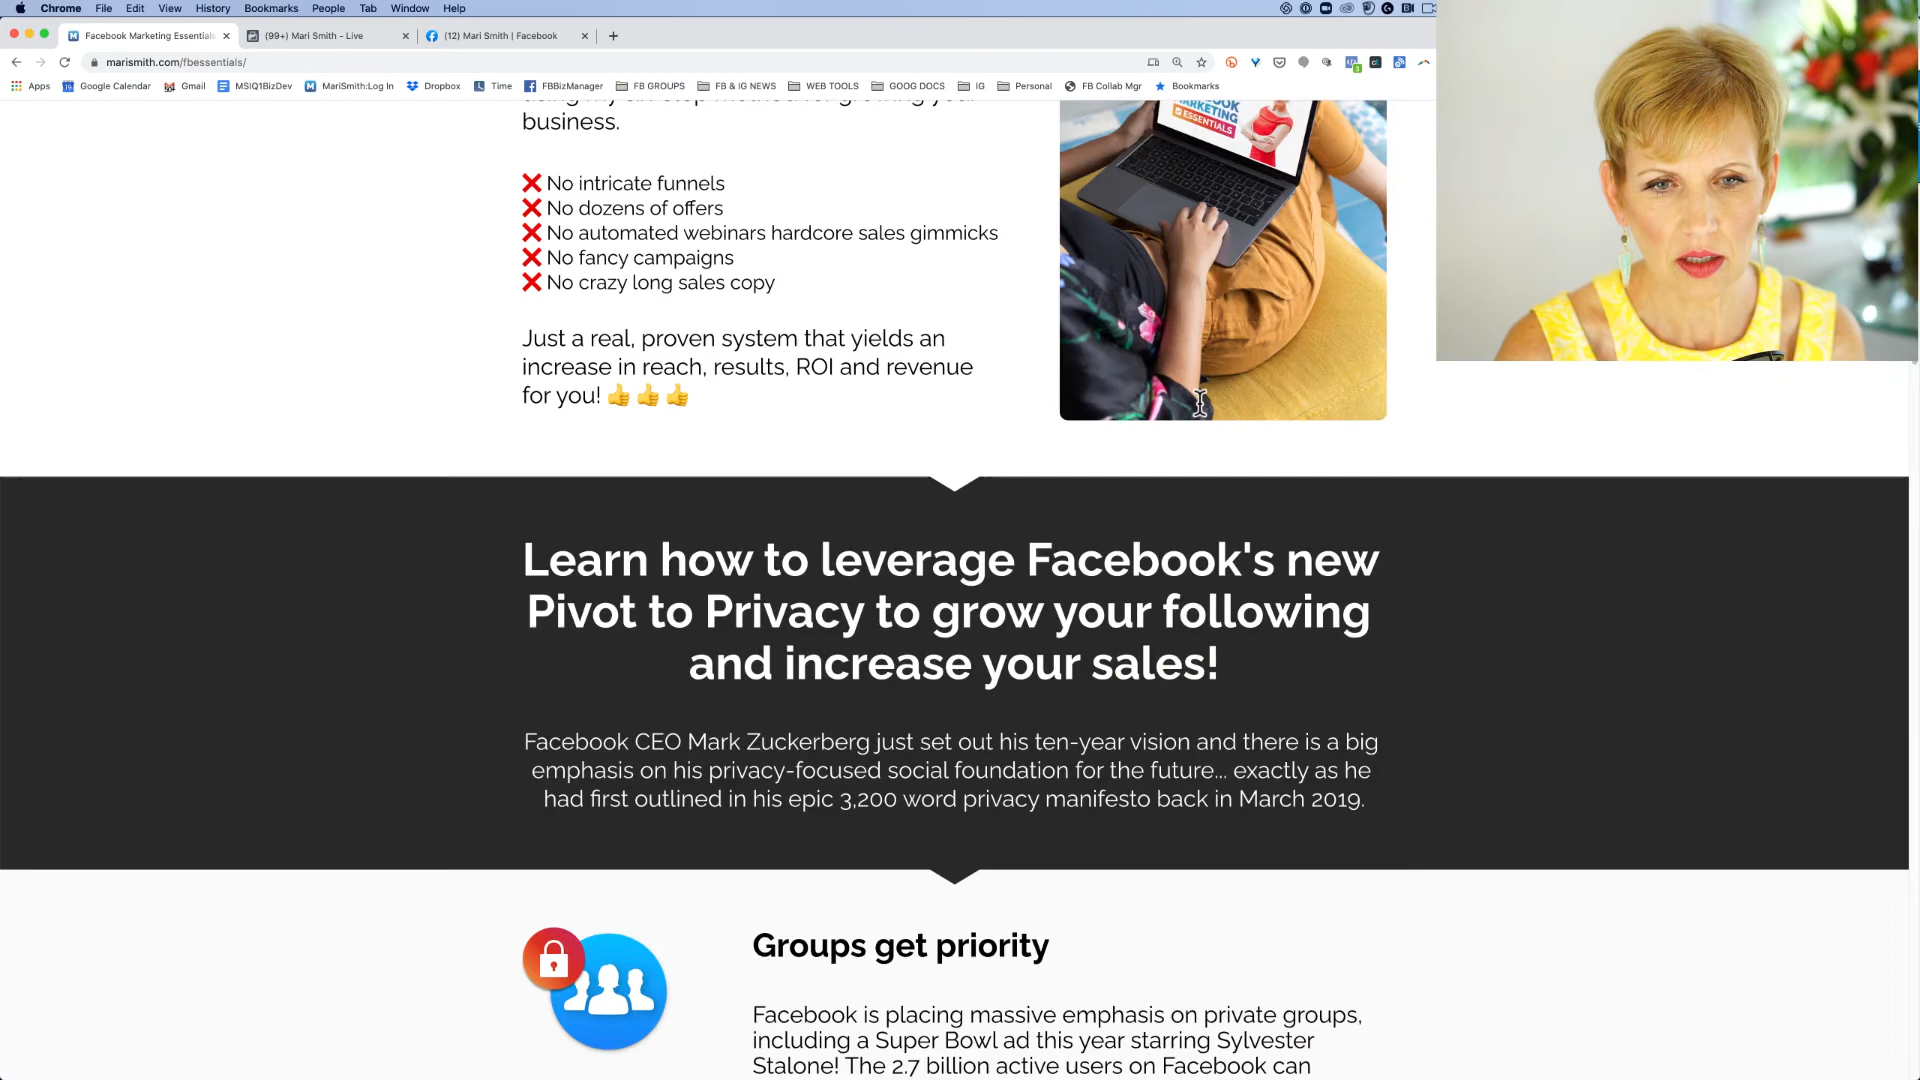 Chrome File Edit View History Bookmarks People Tab Window Help
Facebook Marketing Essentials
(99+) Mari Smith - Live
(12) Mari Smith | Facebook
marismith.com/fbessentials/
Apps Google Calendar Gmail MSIQ1BizDev MariSmith:Log In Dropbox Time FBBizManager FB GROUPS FB & IG NEWS WEB TOOLS GOOG DOCS IG Personal FB Collab Mgr Bookmarks
business.
MARKETING
ESSENTIALS
No intricate funnels
No dozens of offers
No automated webinars hardcore sales gimmicks
No fancy campaigns
No crazy long sales copy
Just a real, proven system that yields an
increase in reach, results, ROI and revenue
for you! 👍 👍 👍
Learn how to leverage Facebook's new
Pivot to Privacy to grow your following
and increase your sales!
Facebook CEO Mark Zuckerberg just set out his ten-year vision and there is a big
emphasis on his privacy-focused social foundation for the future... exactly as he
had first outlined in his epic 3,200 word privacy manifesto back in March 2019.
Groups get priority
Facebook is placing massive emphasis on private groups,
including a Super Bowl ad this year starring Sylvester
Stalone! The 2.7 billion active users on Facebook can